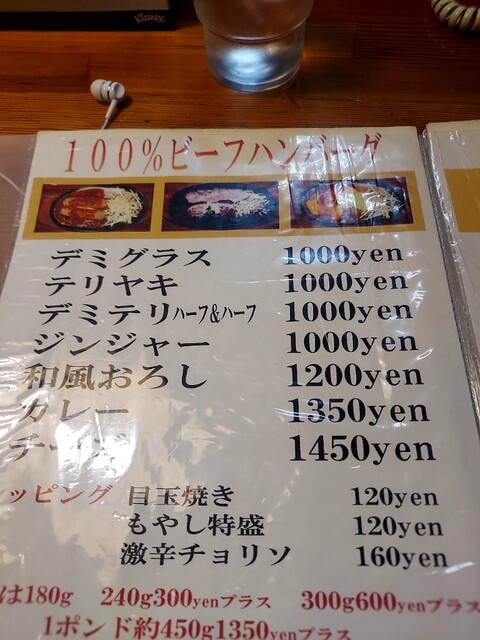 Kleenex
100%ビーフハンバーグ
デミグラス 1000yen
テリヤキ 1000yen
デミテリハーフ&ハーフ 1000yen
ジンジャー 1000yen
和風おろし 1200yen
カレー 1350yen
チーズ 1450yen
ッピング 目玉焼き 120yen
もやし特盛 120yen
激辛チョリソ 160yen
は180g 240g300yenプラス 300g600yenプラス
1ポンド約450g1350yenプラス